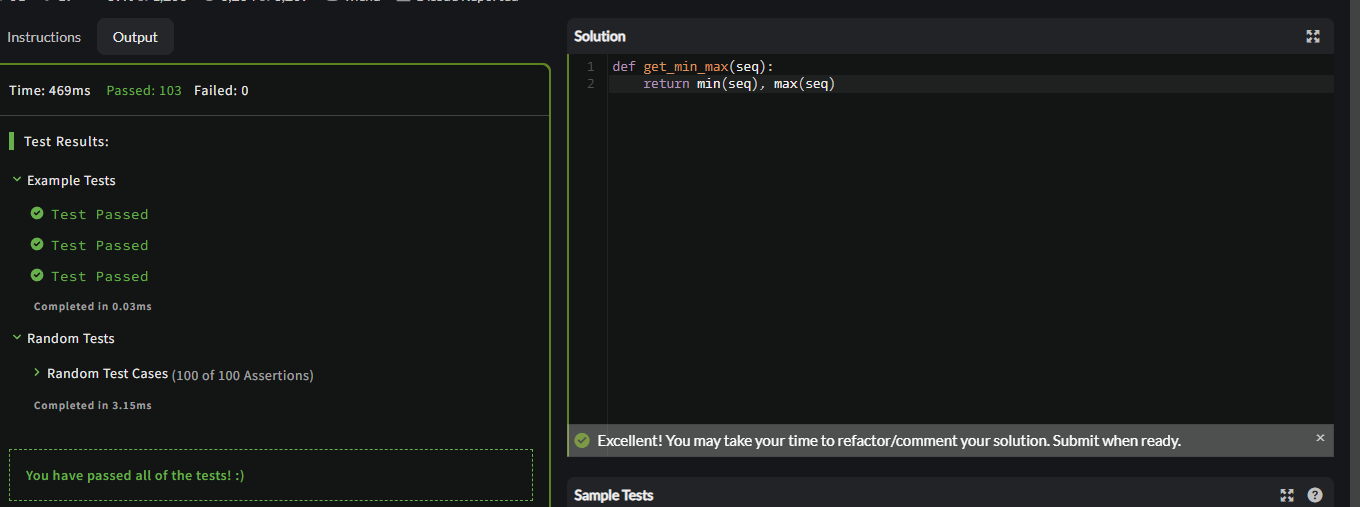 Instructions
Output
Time: 469ms Passed: 103 Failed: 0
Test Results:
Example Tests
Test Passed
Test Passed
Test Passed
Completed in 0.03ms
Random Tests
Random Test Cases (100 of 100 Assertions)
Completed in 3.15ms
You have passed all of the tests! :)
Solution
1 def get_min_max(seq):
2 return min(seq), max(seq)
Excellent! You may take your time to refactor/comment your solution. Submit when ready.
Sample Tests